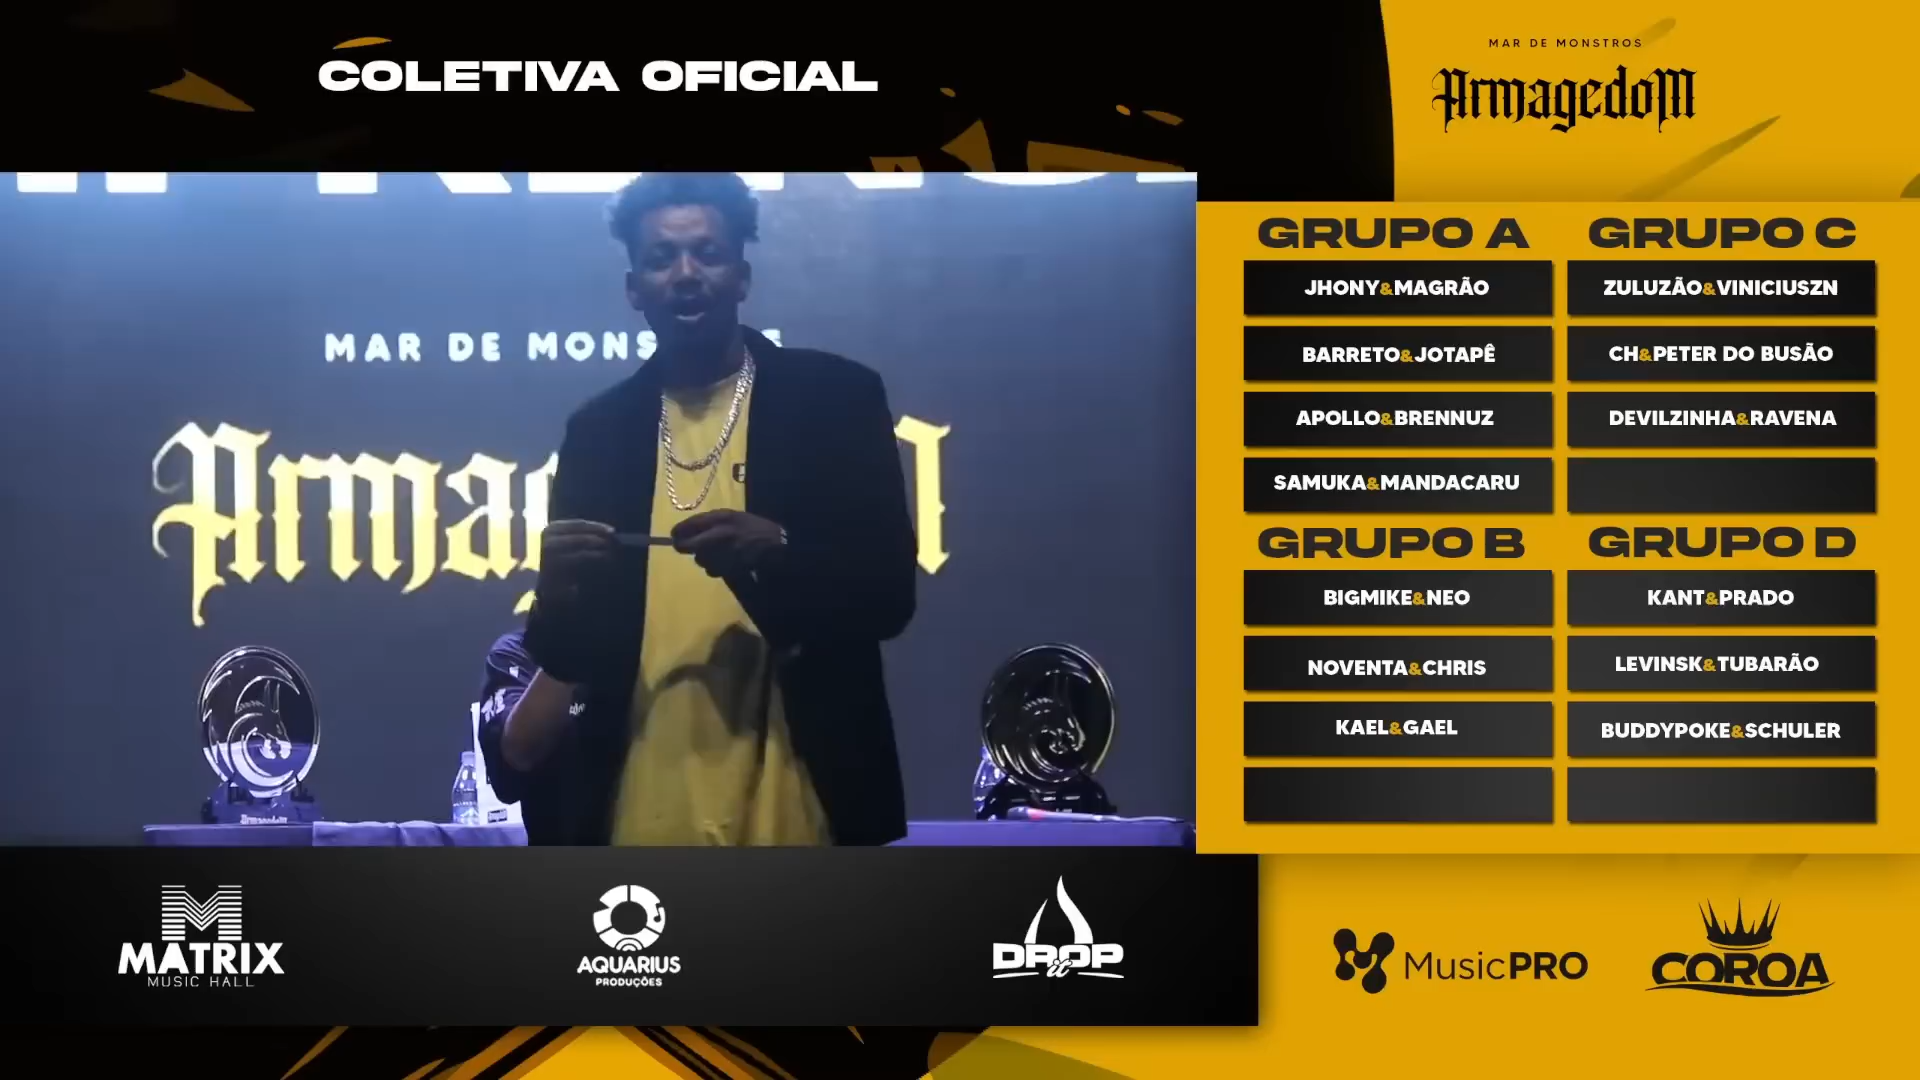 COLETIVA OFICIAL
MAR DE MONSTROS
Armagedom
MAR DE MONS
Armag
GRUPO A
JHONY&MAGRÃO
BARRETO&JOTAPÊ
APOLLO&BRENNUZ
SAMUKA&MANDACARU
GRUPO C
ZULUZÃO&VINICIUSZN
CH&PETER DO BUSÃO
DEVILZINHA&RAVENA
GRUPO B
BIGMIKE&NEO
NOVENTA&CHRIS
KAEL&GAEL
GRUPO D
KANT&PRADO
LEVINSK&TUBARÃO
BUDDYPOKE&SCHULER
M
MATRIX
MUSIC HALL
AQUARIUS
PRODUÇÕES
DROP
it
MusicPRO
COROA